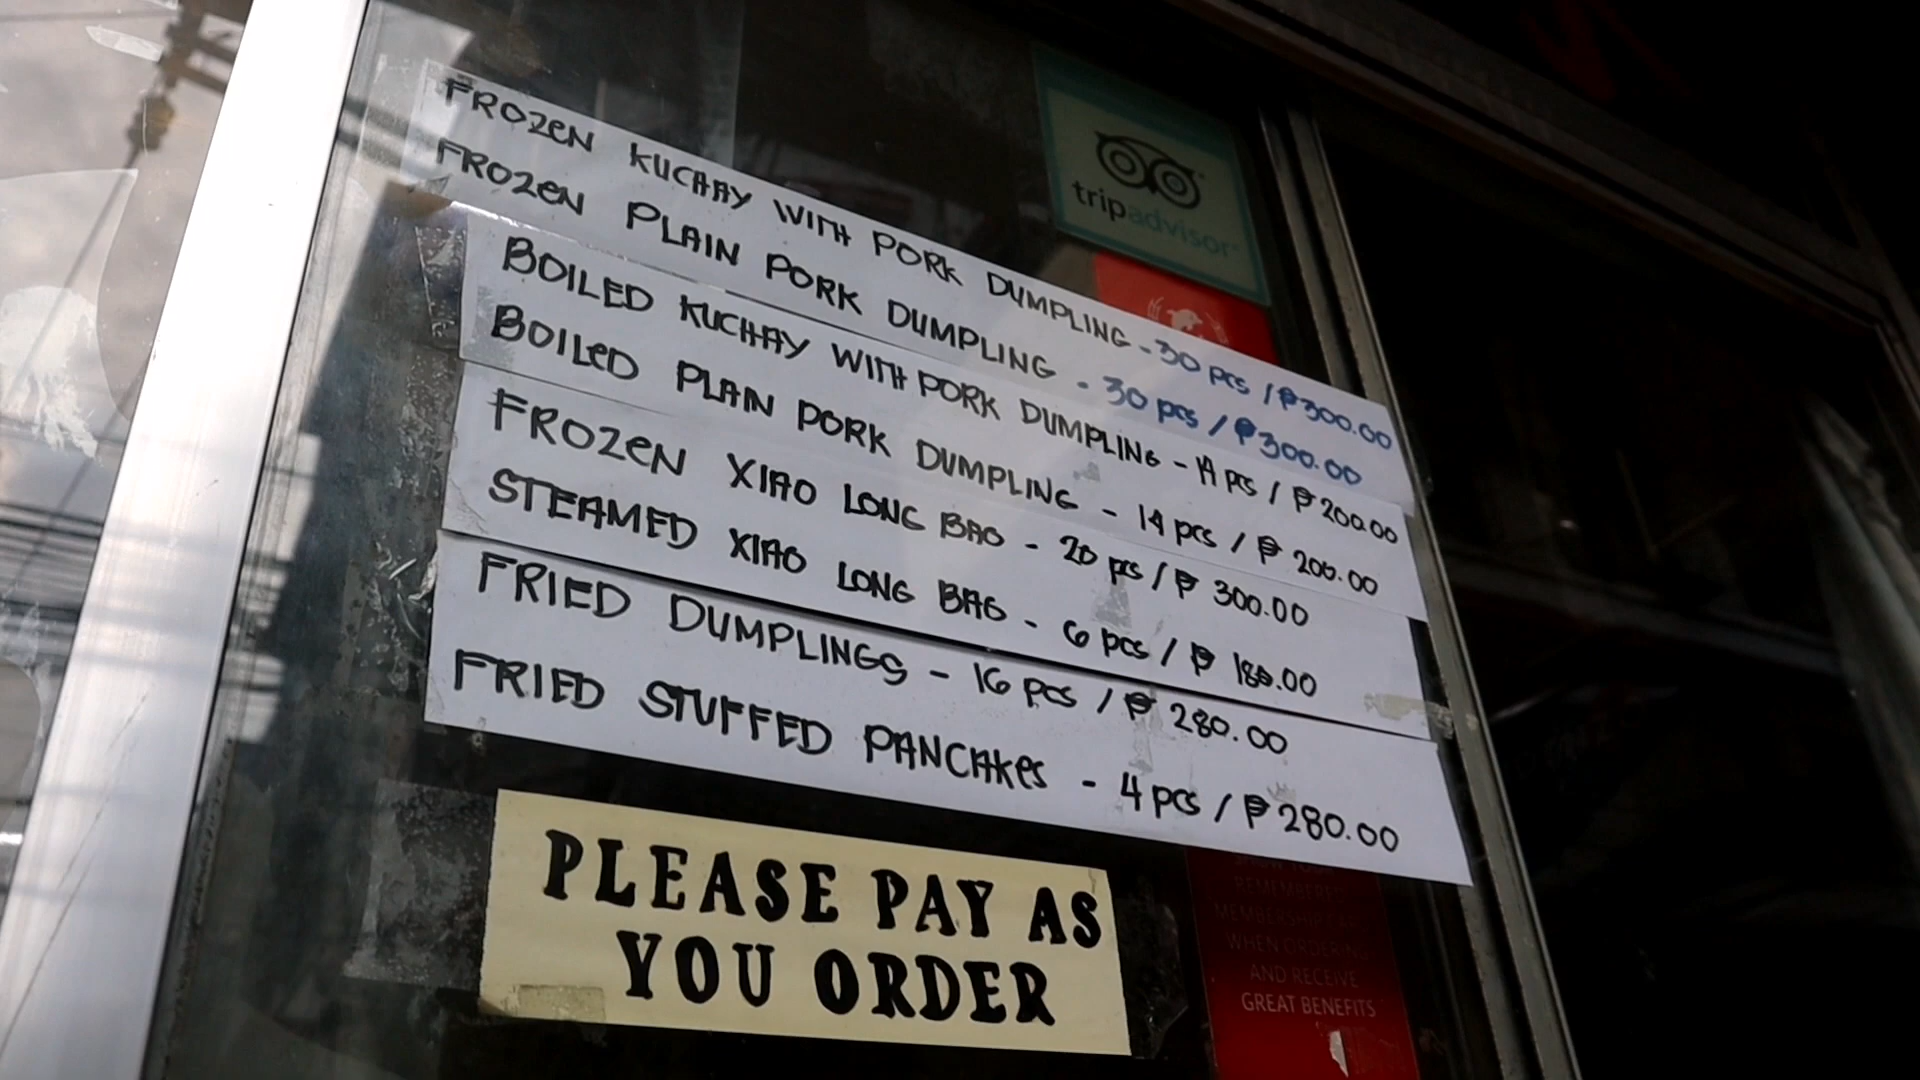 FROZEN KUCHAY WITH PORK DUMPLING - 30 pcs / ₱300.00
FROZEN PLAIN PORK DUMPLING - 30 pcs / ₱300.00
BOILED KUCHAY WITH PORK DUMPLING - 14 pcs / ₱200.00
BOILED PLAIN PORK DUMPLING - 14 pcs / ₱200.00
FROZEN XIAO LONG BAO - 20 pcs / ₱300.00
STEAMED XIAO LONG BAO - 6 pcs / ₱180.00
FRIED DUMPLINGS - 16 pcs / ₱280.00
FRIED STUFFED PANCAKES - 4 pcs / ₱280.00
PLEASE PAY AS
YOU ORDER
tripadvisor
MEMBERSHIP
WHEN ORDERING
AND RECEIVE
GREAT BENEFITS